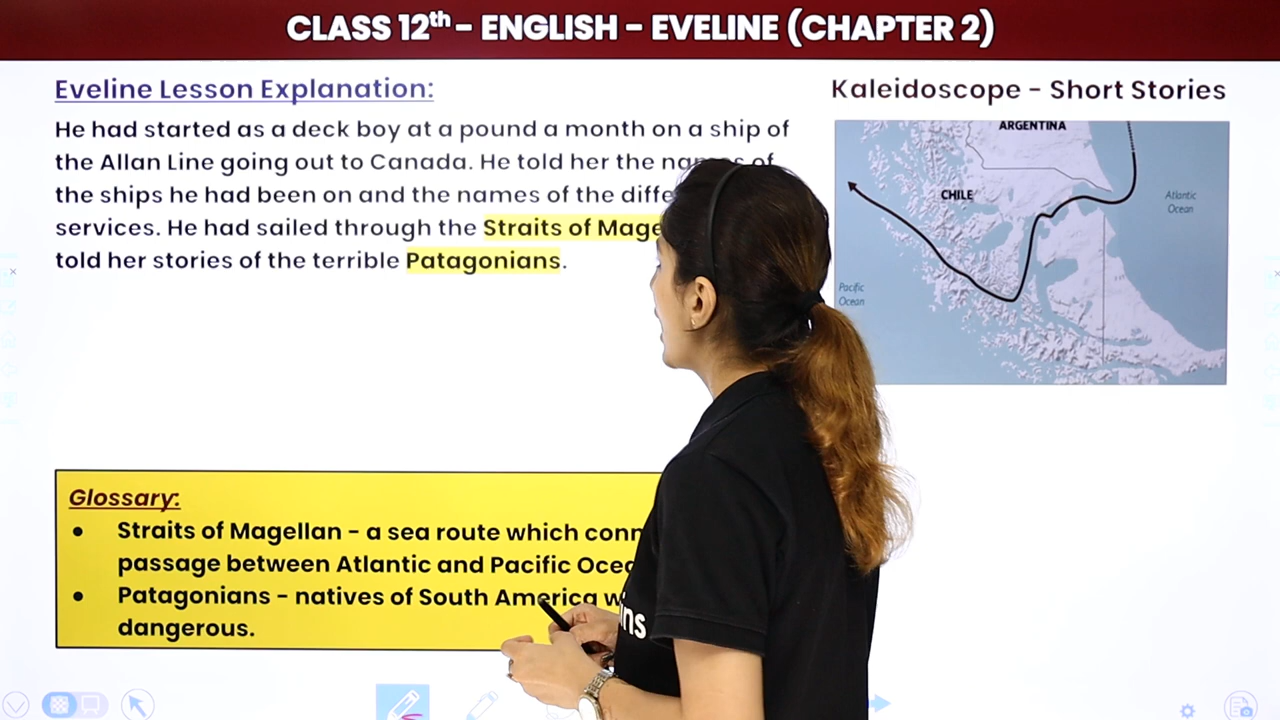 CLASS 12th - ENGLISH - EVELINE (CHAPTER 2)
Eveline Lesson Explanation:
He had started as a deck boy at a pound a month on a ship of
the Allan Line going out to Canada. He told her the names of
the ships he had been on and the names of the
services. He had sailed through the Straits of
told her stories of the terrible Patagonians.
Kaleidoscope - Short Stories
ARGENTINA
CHILE
Atlantic
Ocean
Pacific
Ocean
Glossary:
• Straits of Magellan - a sea route which
passage between Atlantic and Pacific
• Patagonians - natives of South America
dangerous.